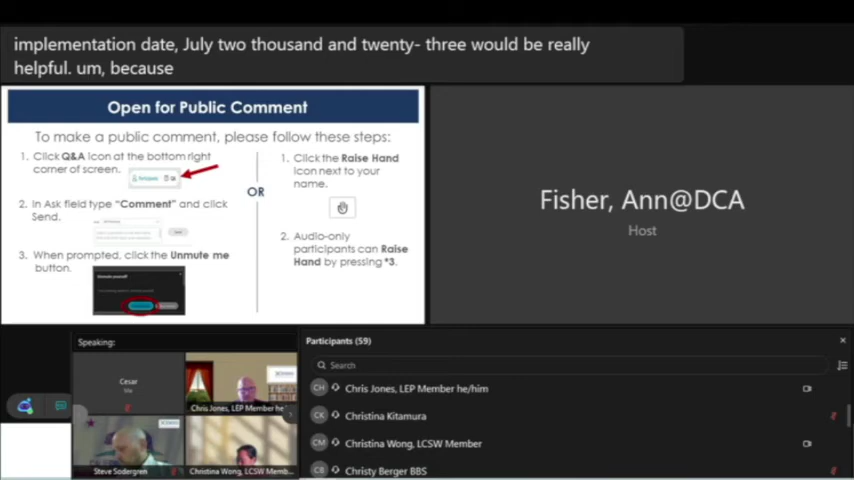 implementation date, July two thousand and twenty- three would be really
helpful. um, because
Open for Public Comment
To make a public comment, please follow these steps:
1. Click Q&A icon at the bottom right
corner of screen.
Participants
2. In Ask field type “Comment” and click
Send.
3. When prompted, click the Unmute me
button.
OR
1. Click the Raise Hand
icon next to your
name.
2. Audio-only
participants can Raise
Hand by pressing *3.
Fisher, Ann@DCA
Host
Speaking:
Cesar
Chris Jones, LEP Member he
Steve Sodergren
Christina Wong, LCSW Memb...
Participants (59)
Search
CH Chris Jones, LEP Member he/him
CK Christina Kitamura
CM Christina Wong, LCSW Member
CB Christy Berger BBS